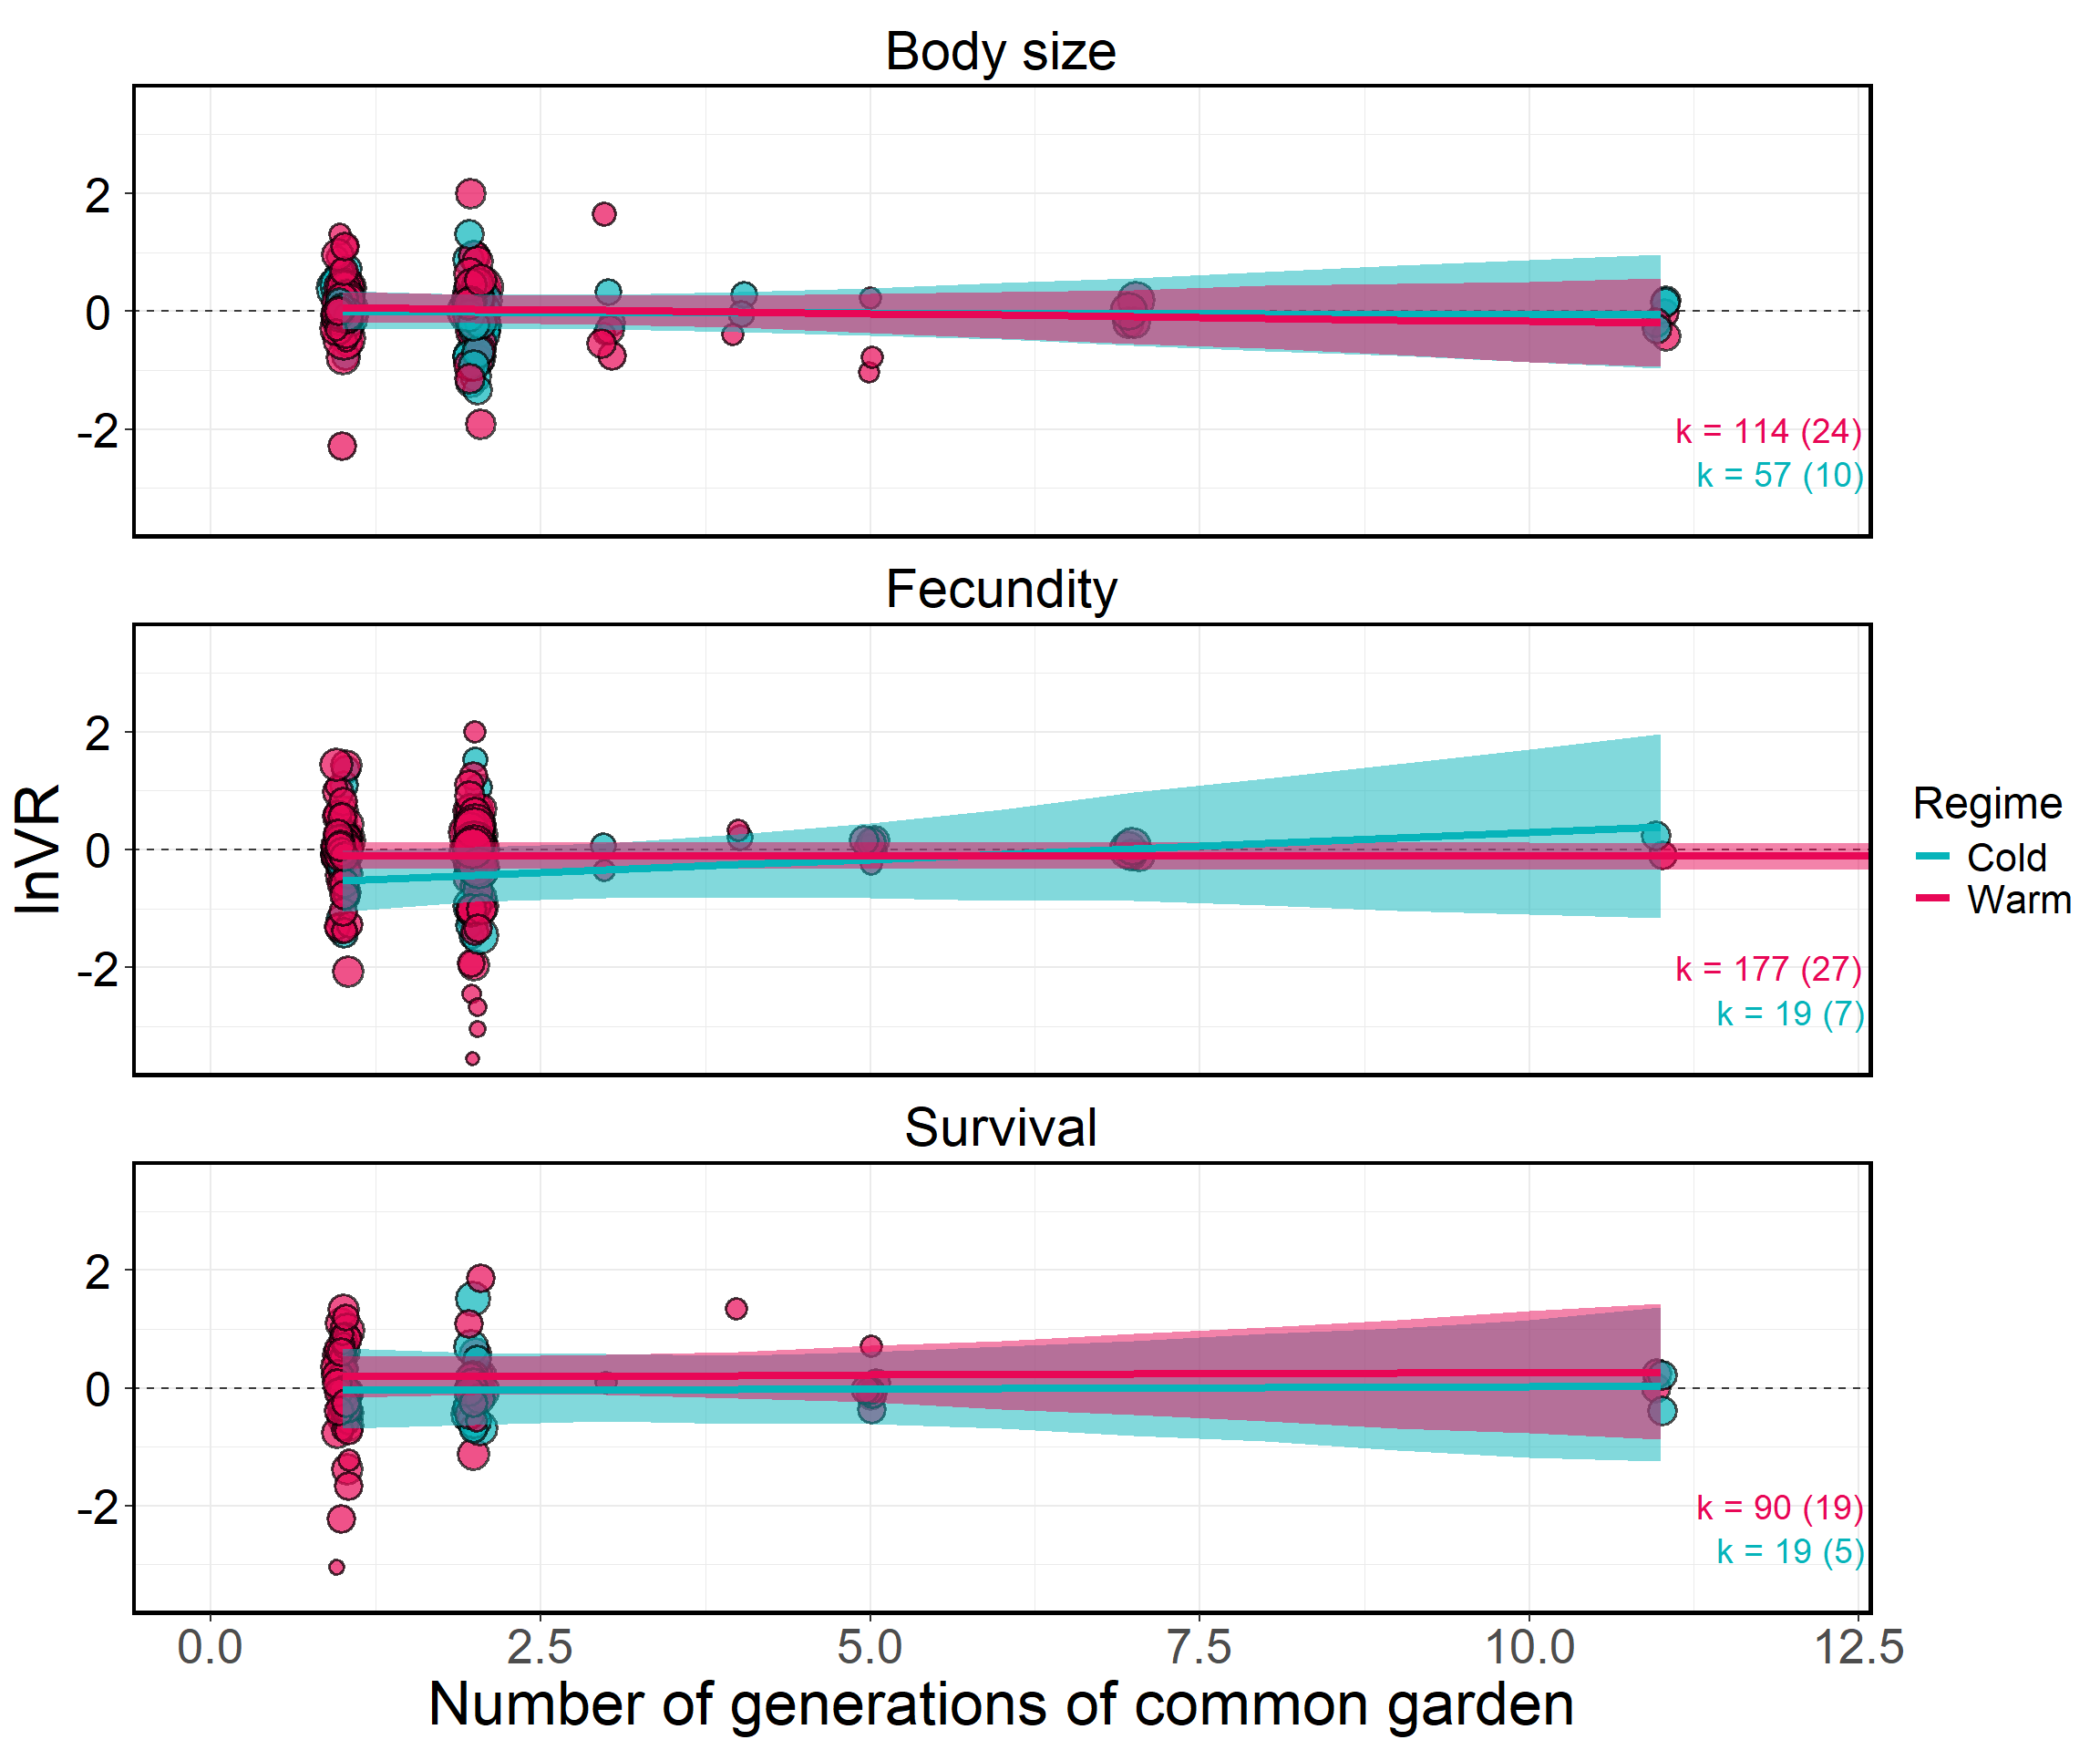 Body size
2
0
-2
k = 114 (24)
k = 57 (10)
Fecundity
2
0
-2
k = 177 (27)
k = 19 (7)
lnVR
Regime
Cold
Warm
Survival
2
0
-2
k = 90 (19)
k = 19 (5)
0.0 2.5 5.0 7.5 10.0 12.5
Number of generations of common garden